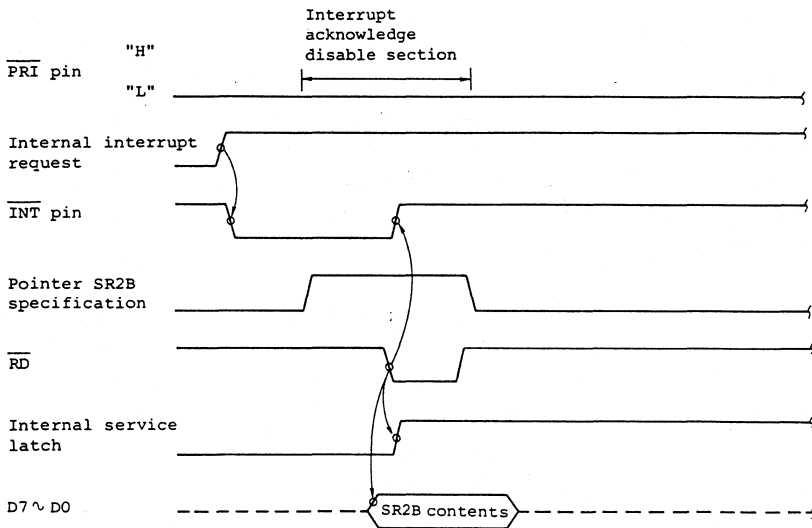 Interrupt
acknowledge
disable section
"H"
PRI pin
"L"
Internal interrupt
request
INT pin
Pointer SR2B
specification
RD
Internal service
latch
D7 ~ D0
SR2B contents